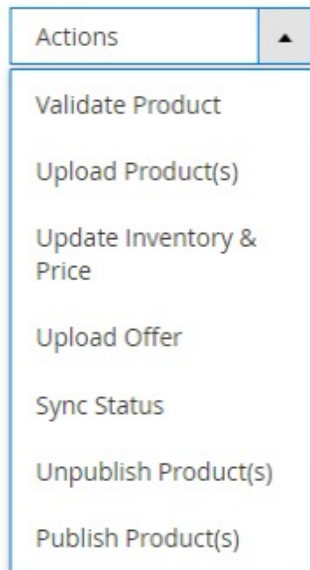 Actions
Validate Product
Upload Product(s)
Update Inventory &
Price
Upload Offer
Sync Status
Unpublish Product(s)
Publish Product(s)